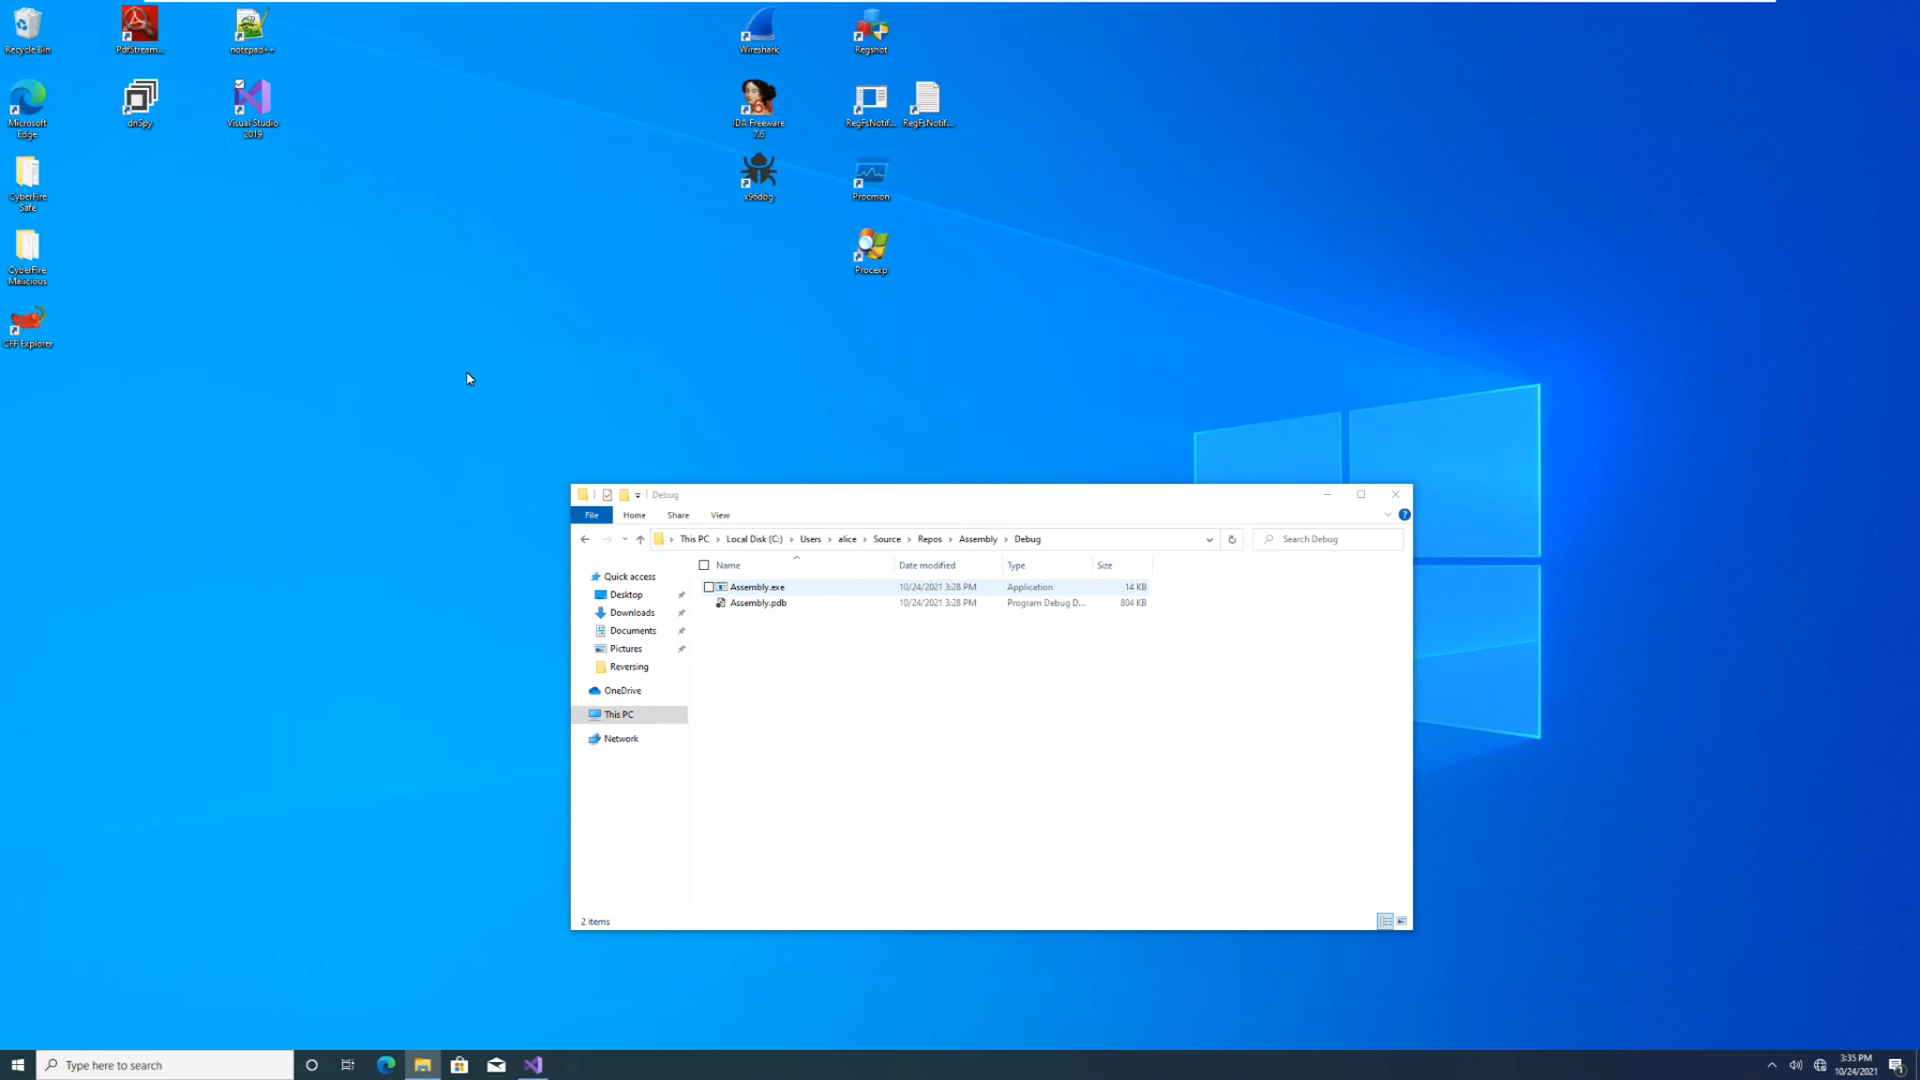 Recycle Bin
PdfStream...
notepad++
Wireshark
Regshot
Microsoft
Edge
dnSpy
Visual Studio
2019
IDA Freeware
7.6
RegFsNotif...
RegFsNotif...
CyberFire
Safe
x96dbg
Procmon
CyberFire
Malicious
Procexp
CFF Explorer
Debug
File Home Share View
This PC Local Disk (C:) Users alice Source Repos Assembly Debug
Search Debug
Name Date modified Type Size
Quick access
Desktop
Downloads
Documents
Pictures
Reversing
OneDrive
This PC
Network
Assembly.exe 10/24/2021 3:28 PM Application 14 KB
Assembly.pdb 10/24/2021 3:28 PM Program Debug D... 804 KB
2 items
Type here to search
3:35 PM
10/24/2021
1